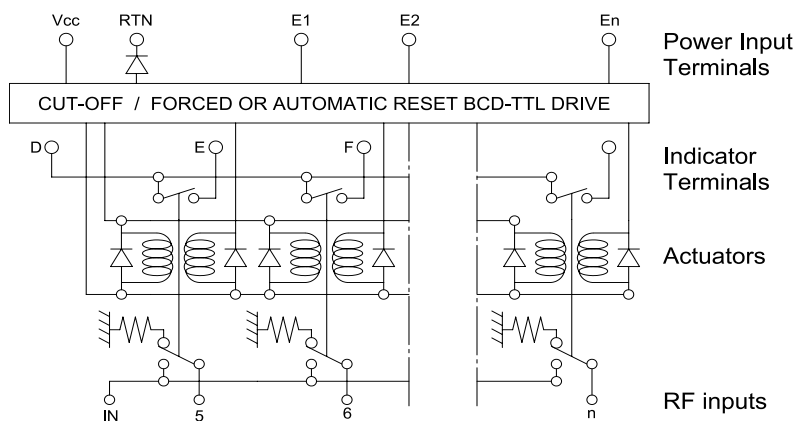 Vcc RTN E1 E2 En
Power Input
Terminals
CUT-OFF / FORCED OR AUTOMATIC RESET BCD-TTL DRIVE
D E F
Indicator
Terminals
Actuators
RF inputs
IN 5 6 n